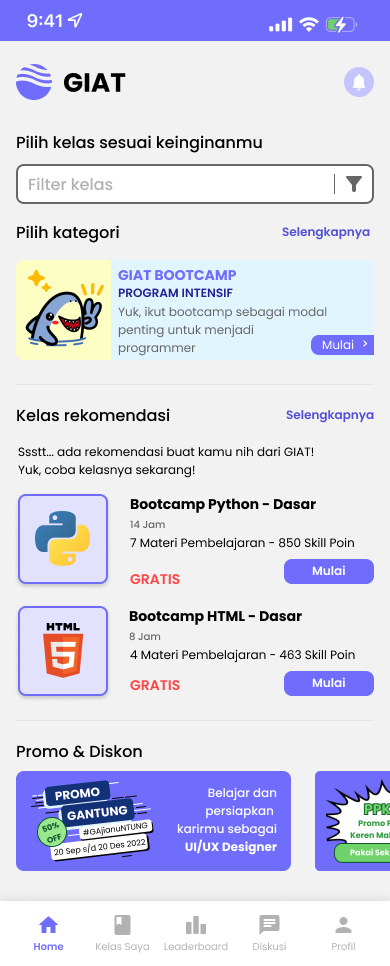 9:41
GIAT
Pilih kelas sesuai keinginanmu
Filter kelas
Pilih kategori
Selengkapnya
GIAT BOOTCAMP
PROGRAM INTENSIF
Yuk, ikut bootcamp sebagai modal
penting untuk menjadi
programmer
Mulai
Kelas rekomendasi
Selengkapnya
Ssstt... ada rekomendasi buat kamu nih dari GIAT!
Yuk, coba kelasnya sekarang!
Bootcamp Python - Dasar
14 Jam
7 Materi Pembelajaran - 850 Skill Poin
GRATIS
Mulai
HTML
5
Bootcamp HTML - Dasar
8 Jam
4 Materi Pembelajaran - 463 Skill Poin
GRATIS
Mulai
Promo & Diskon
PROMO
GANTUNG
50%
OFF
#GAjianuNTUNG
20 Sep s/d 20 Des 2022
Belajar dan
persiapkan
karirmu sebagai
UI/UX Designer
PPK
Promo P
Keren Mal
Pakai Sek
Home
Kelas Saya
Leaderboard
Diskusi
Profil